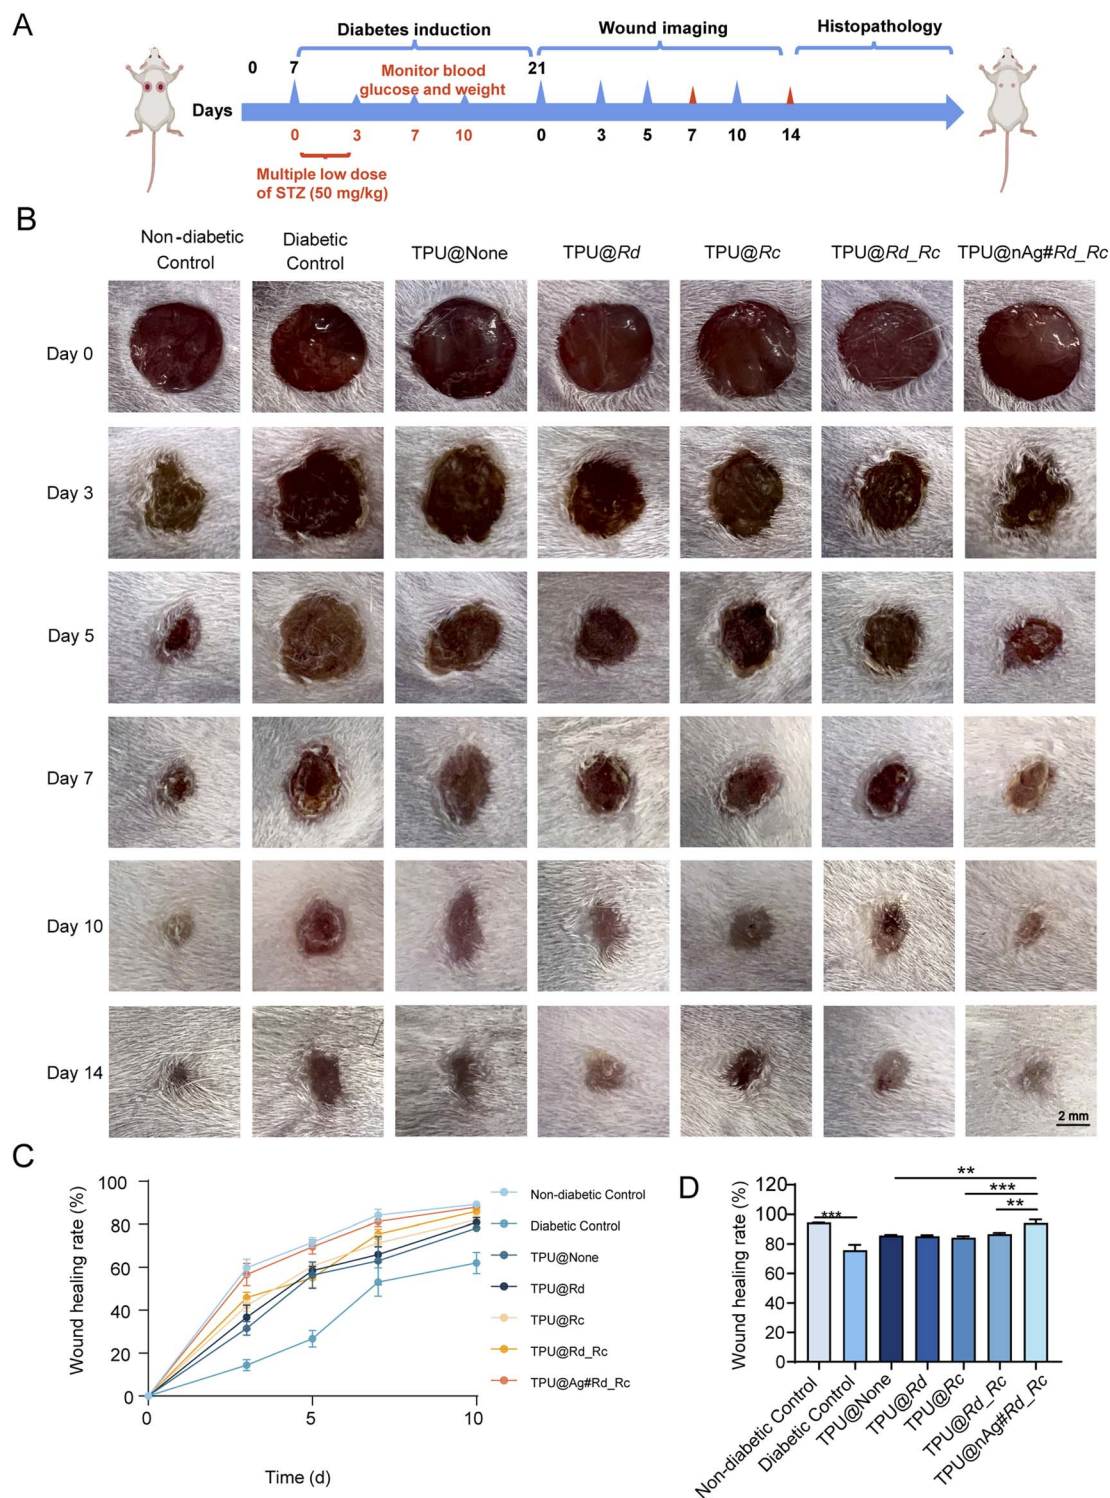 A
Diabetes induction
Wound imaging
Histopathology
0
7
21
Monitor blood
glucose and weight
Days
0
3
7
10
0
3
5
7
10
14
Multiple low dose
of STZ (50 mg/kg)
B
Non-diabetic
Control
Diabetic
Control
TPU@None
TPU@Rd
TPU@Rc
TPU@Rd_Rc
TPU@nAg#Rd_Rc
Day 0
Day 3
Day 5
Day 7
Day 10
Day 14
2 mm
C
Wound healing rate (%)
100
80
60
40
20
0
0
5
10
Time (d)
Non-diabetic Control
Diabetic Control
TPU@None
TPU@Rd
TPU@Rc
TPU@Rd_Rc
TPU@Ag#Rd_Rc
D
Wound healing rate (%)
120
100
80
60
40
20
0
***
**
***
**
Non-diabetic Control
Diabetic Control
TPU@None
TPU@Rd
TPU@Rc
TPU@Rd_Rc
TPU@nAg#Rd_Rc